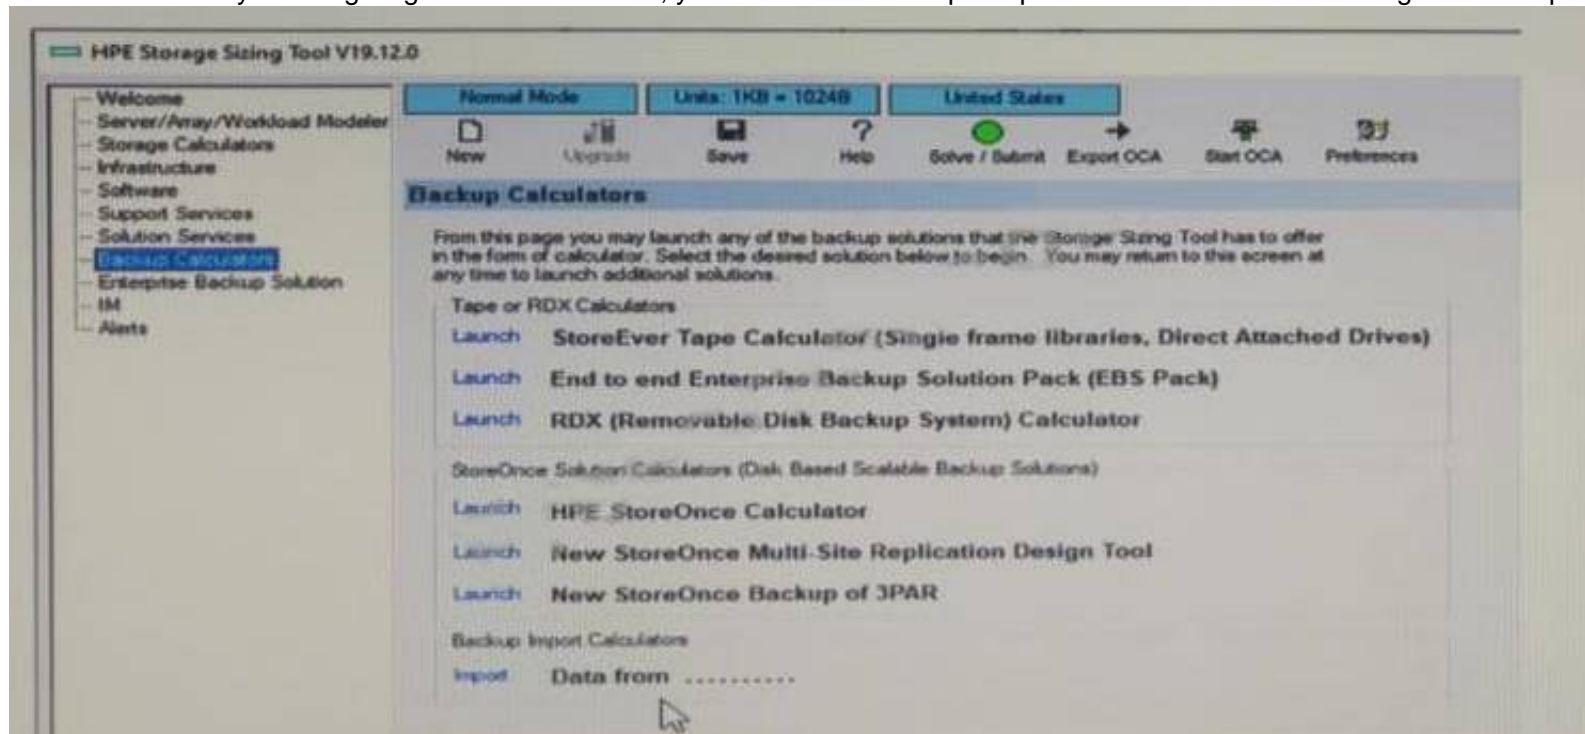 HPE Storage Sizing Tool V19.12.0
Normal Mode Units: 1KB = 1024B United States
Welcome
Server/Array/Workload Modeler
Storage Calculators
Infrastructure
Software
Support Services
Solution Services
Backup Calculators
Enterprise Backup Solution
IM
Alerts
New Upgrade Save Help Solve / Submit Export OCA Start OCA Preferences
Backup Calculators
From this page you may launch any of the backup solutions that the Storage Sizing Tool has to offer
in the form of calculator. Select the desired solution below to begin. You may return to this screen at
any time to launch additional solutions.
Tape or RDX Calculators
Launch StoreEver Tape Calculator (Single frame libraries, Direct Attached Drives)
Launch End to end Enterprise Backup Solution Pack (EBS Pack)
Launch RDX (Removable Disk Backup System) Calculator
StoreOnce Solution Calculators (Disk Based Scalable Backup Solutions)
Launch HPE StoreOnce Calculator
Launch New StoreOnce Multi-Site Replication Design Tool
Launch New StoreOnce Backup of 3PAR
Backup Import Calculators
Import Data from ..........